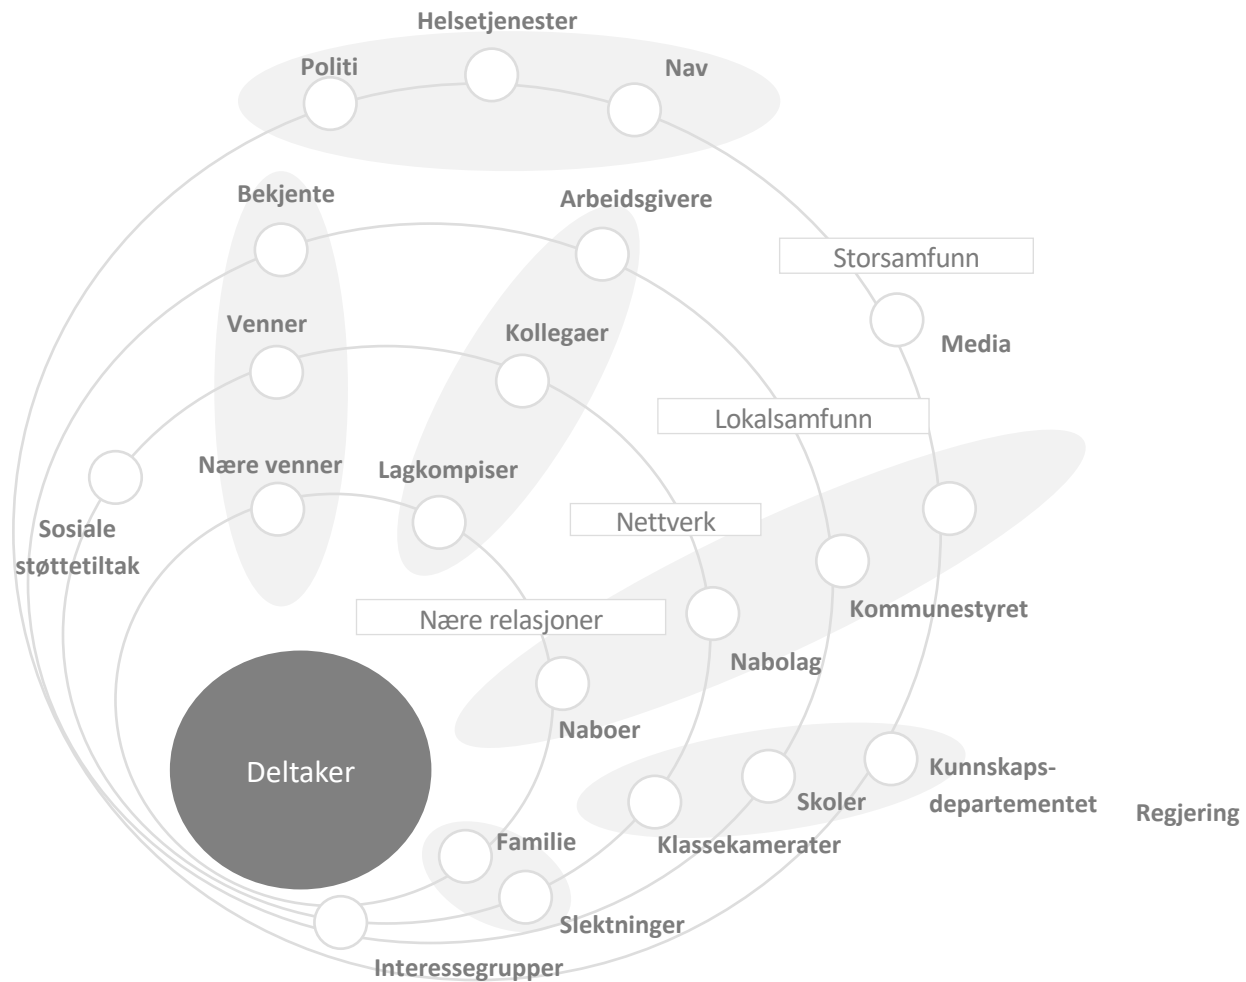 Helsetjenester
Politi
Nav
Bekjente
Arbeidsgivere
Storsamfunn
Venner
Kollegaer
Media
Lokalsamfunn
Nære venner
Lagkompiser
Sosiale
støttetiltak
Nettverk
Nære relasjoner
Kommunestyret
Nabolag
Naboer
Deltaker
Kunnskaps-
departementet
Skoler
Regjering
Familie
Klassekamerater
Slektninger
Interessegrupper